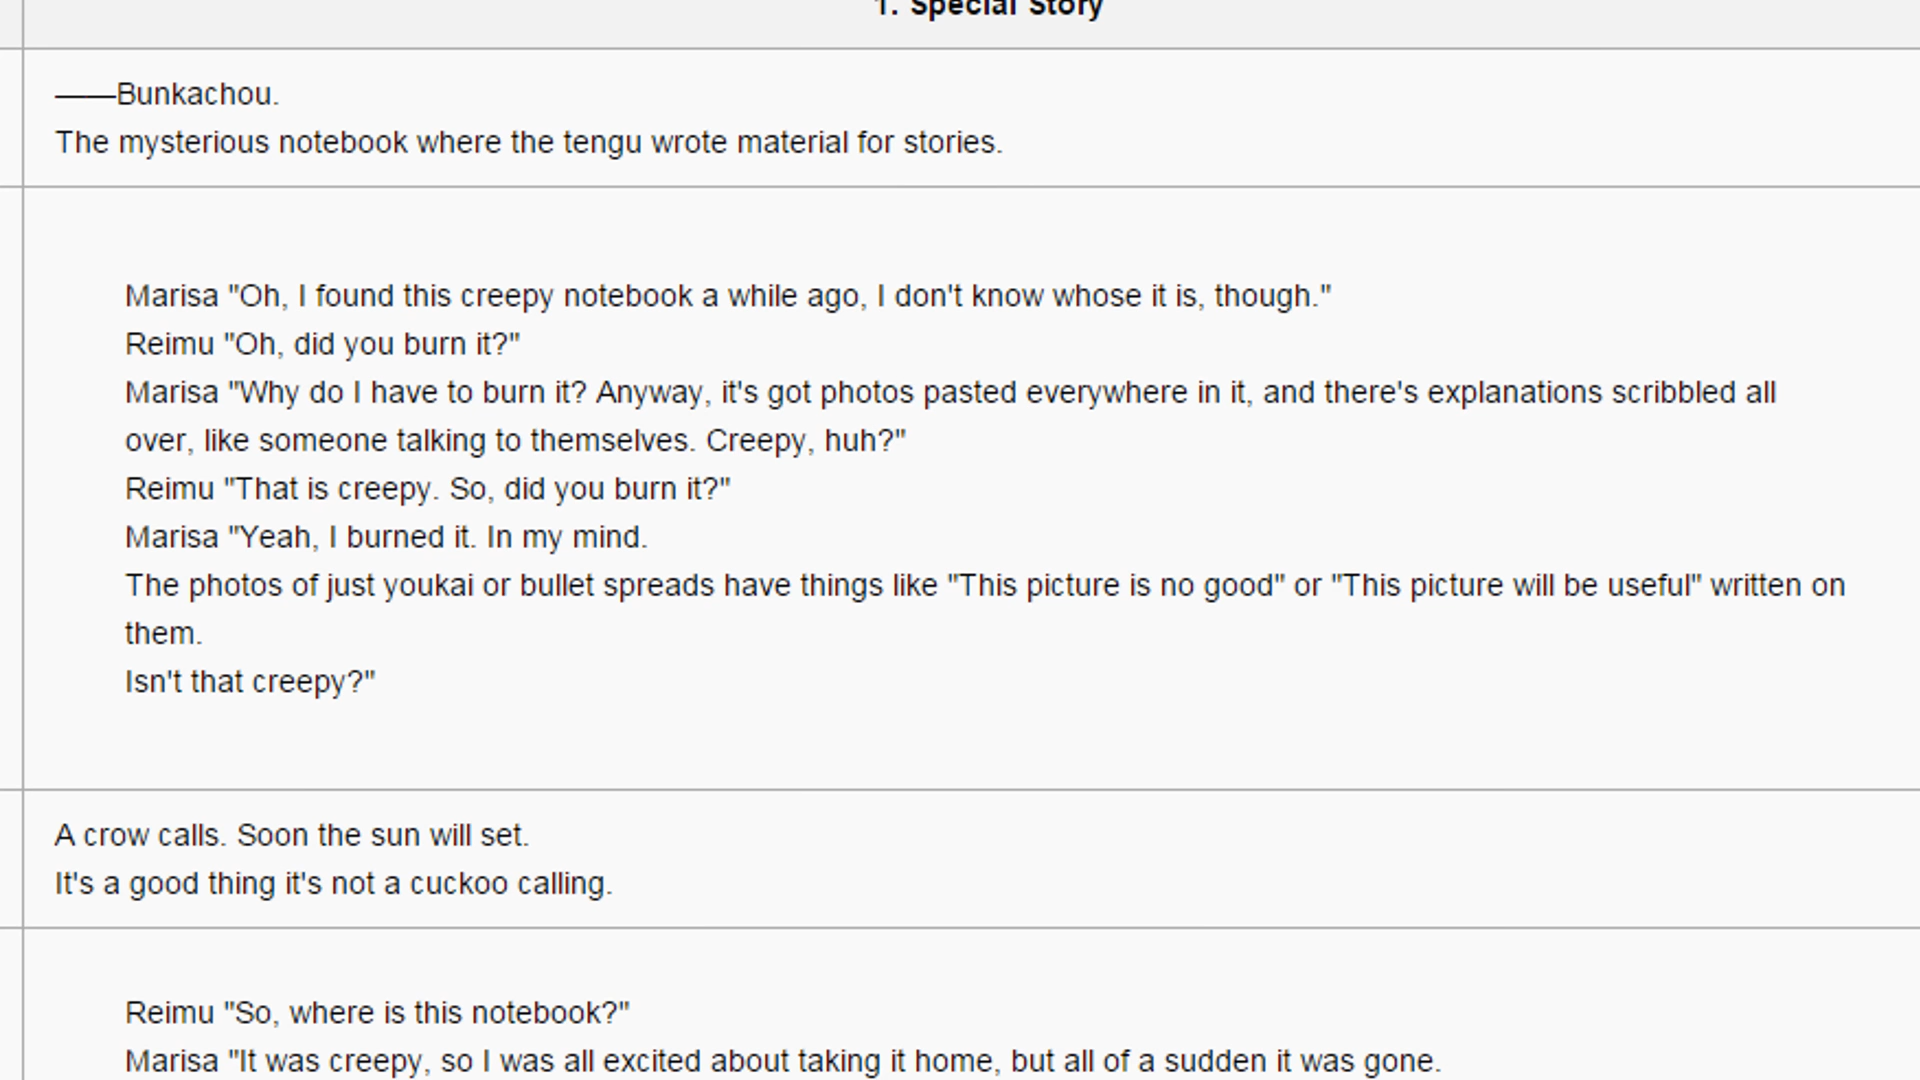 1. Special Story
——Bunkachou.
The mysterious notebook where the tengu wrote material for stories.
Marisa "Oh, I found this creepy notebook a while ago, I don't know whose it is, though."
Reimu "Oh, did you burn it?"
Marisa "Why do I have to burn it? Anyway, it's got photos pasted everywhere in it, and there's explanations scribbled all
over, like someone talking to themselves. Creepy, huh?"
Reimu "That is creepy. So, did you burn it?"
Marisa "Yeah, I burned it. In my mind.
The photos of just youkai or bullet spreads have things like "This picture is no good" or "This picture will be useful" written on
them.
Isn't that creepy?"
A crow calls. Soon the sun will set.
It's a good thing it's not a cuckoo calling.
Reimu "So, where is this notebook?"
Marisa "It was creepy, so I was all excited about taking it home, but all of a sudden it was gone.